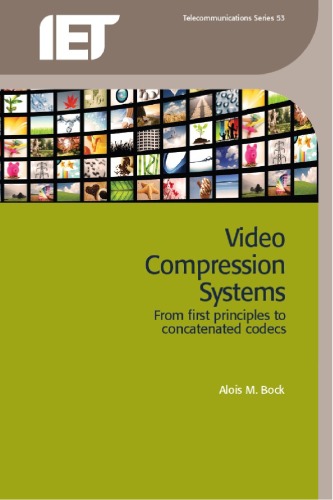 Telecommunications Series 53
IET
Video
Compression
Systems
From first principles to
concatenated codecs
Alois M. Bock